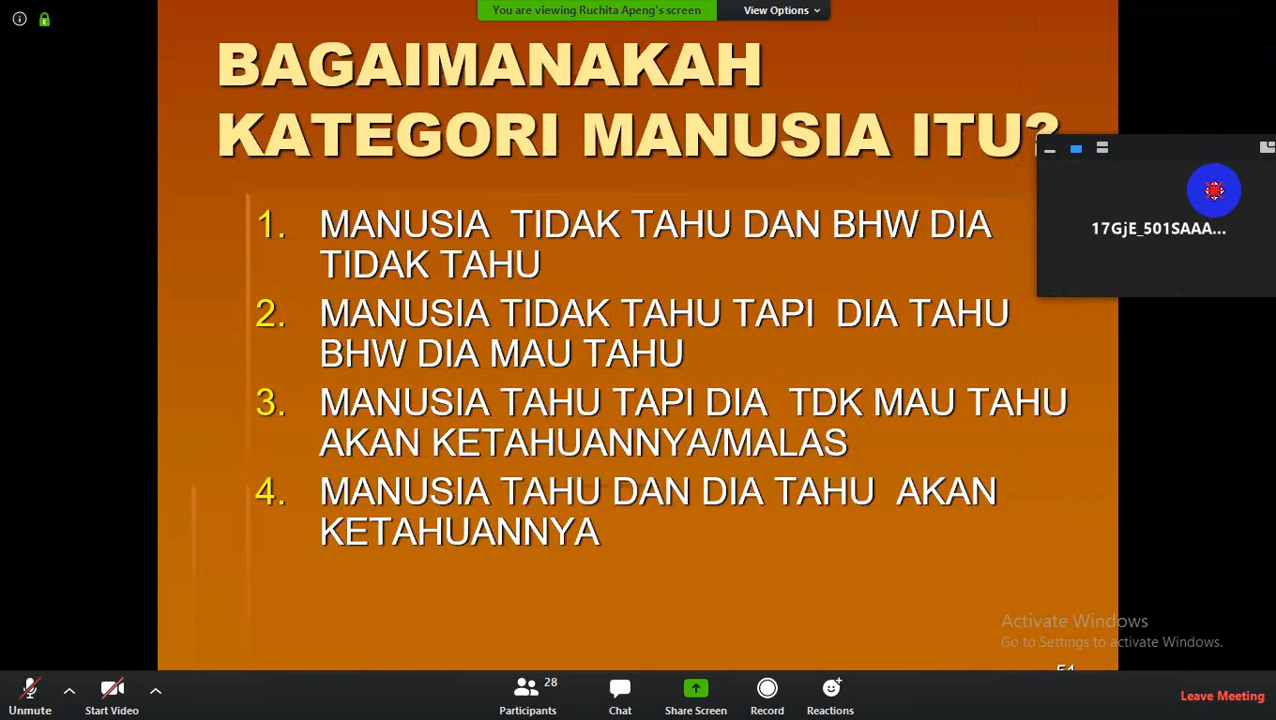 You are viewing Ruchita Apeng's screen
View Options
BAGAIMANAKAH
KATEGORI MANUSIA ITU?
17GjE_501SAAA...
1. MANUSIA TIDAK TAHU DAN BHW DIA
TIDAK TAHU
2. MANUSIA TIDAK TAHU TAPI DIA TAHU
BHW DIA MAU TAHU
3. MANUSIA TAHU TAPI DIA TDK MAU TAHU
AKAN KETAHUANNYA/MALAS
4. MANUSIA TAHU DAN DIA TAHU AKAN
KETAHUANNYA
Activate Windows
Go to Settings to activate Windows.
51
28
Unmute
Start Video
Participants
Chat
Share Screen
Record
Reactions
Leave Meeting